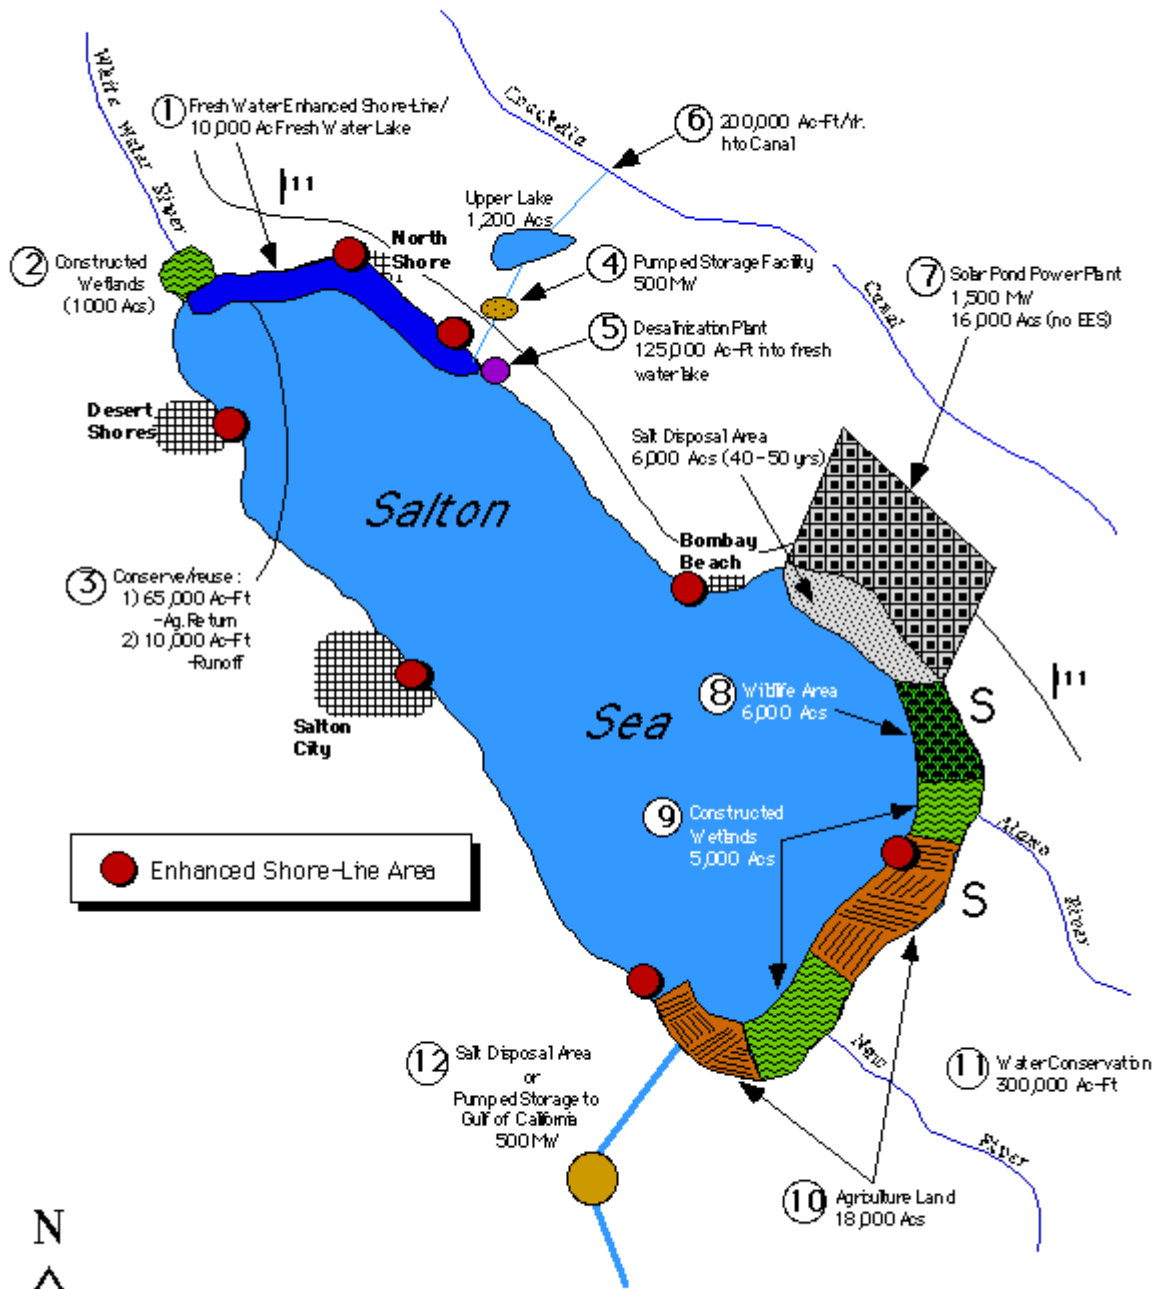 White Water River
Coachella
Canal
1 Fresh Water Enhanced Shore-Line/
10,000 Ac Fresh Water Lake
6 200,000 Ac-Ft/Yr.
Into Canal
11
Upper Lake
1,200 Acs
North
Shore
2 Constructed
Wetlands
(1000 Acs)
4 Pumped Storage Facility
500 MW
7 Solar Pond Power Plant
1,500 MW
16,000 Acs (no EES)
5 Desalinization Plant
125,000 Ac-Ft into fresh
water lake
Desert
Shores
Salt Disposal Area
6,000 Acs (40-50 yrs)
Salton
Bombay
Beach
3 Conserve/reuse :
1) 65,000 Ac-Ft
-Ag. Return
2) 10,000 Ac-Ft
-Runoff
11
8 Wildlife Area
6,000 Acs
S
Sea
Salton
City
9 Constructed
Wetlands
5,000 Acs
Alamo
River
Enhanced Shore-Line Area
S
New
River
12 Salt Disposal Area
or
Pumped Storage to
Gulf of California
500 MW
11 Water Conservation
300,000 Ac-Ft
10 Agriculture Land
18,000 Acs
N